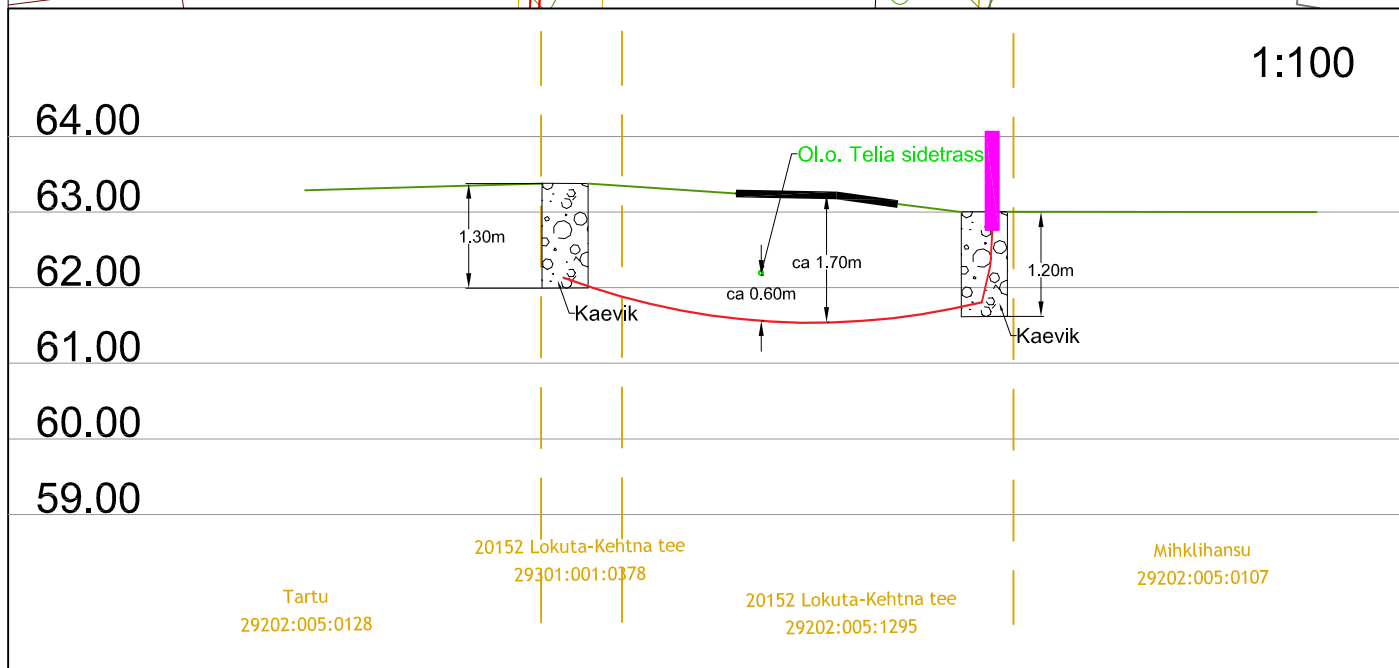 1:100
64.00
Ol.o. Telia sidetrass
63.00
1.30m
ca 1.70m
1.20m
62.00
ca 0.60m
Kaevik
Kaevik
61.00
60.00
59.00
20152 Lokuta-Kehtna tee
29301:001:0378
Mihklihansu
29202:005:0107
Tartu
29202:005:0128
20152 Lokuta-Kehtna tee
29202:005:1295